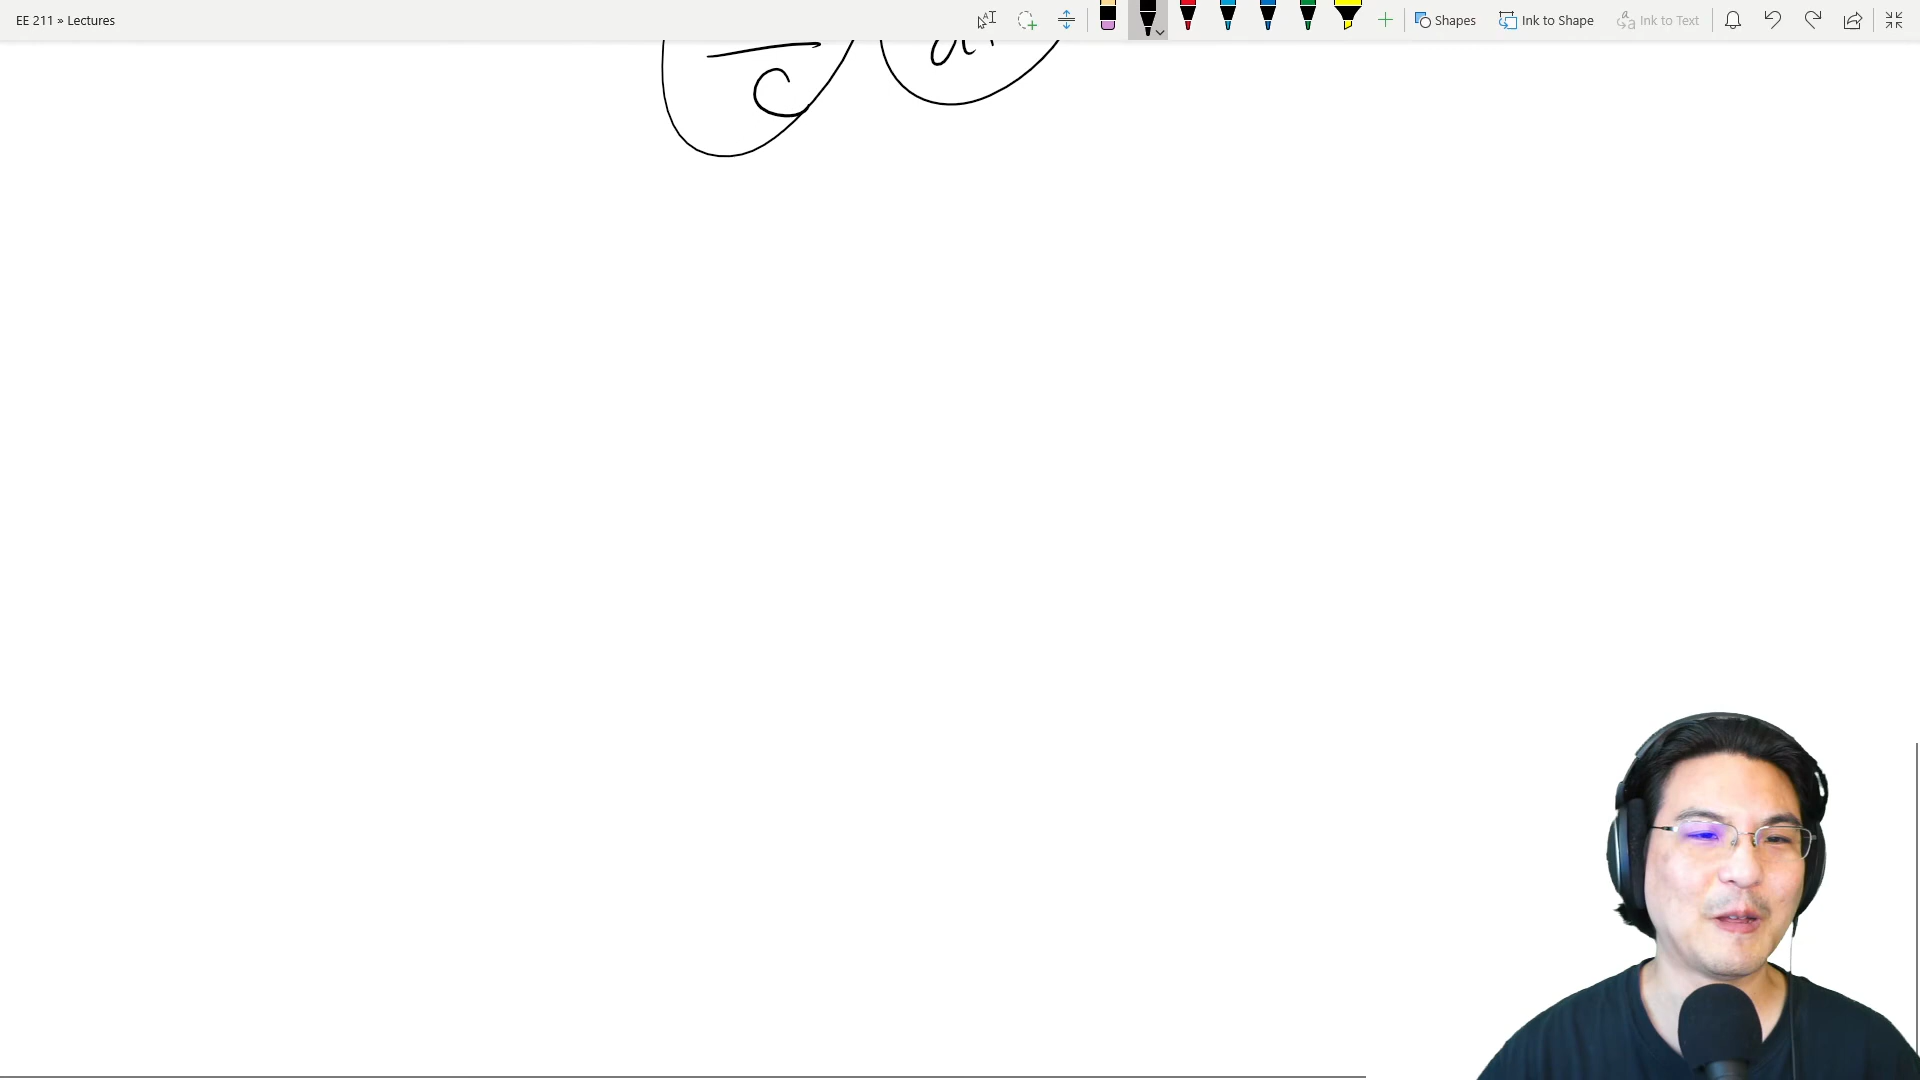 EE 211 » Lectures
Shapes
Ink to Shape
Ink to Text
C